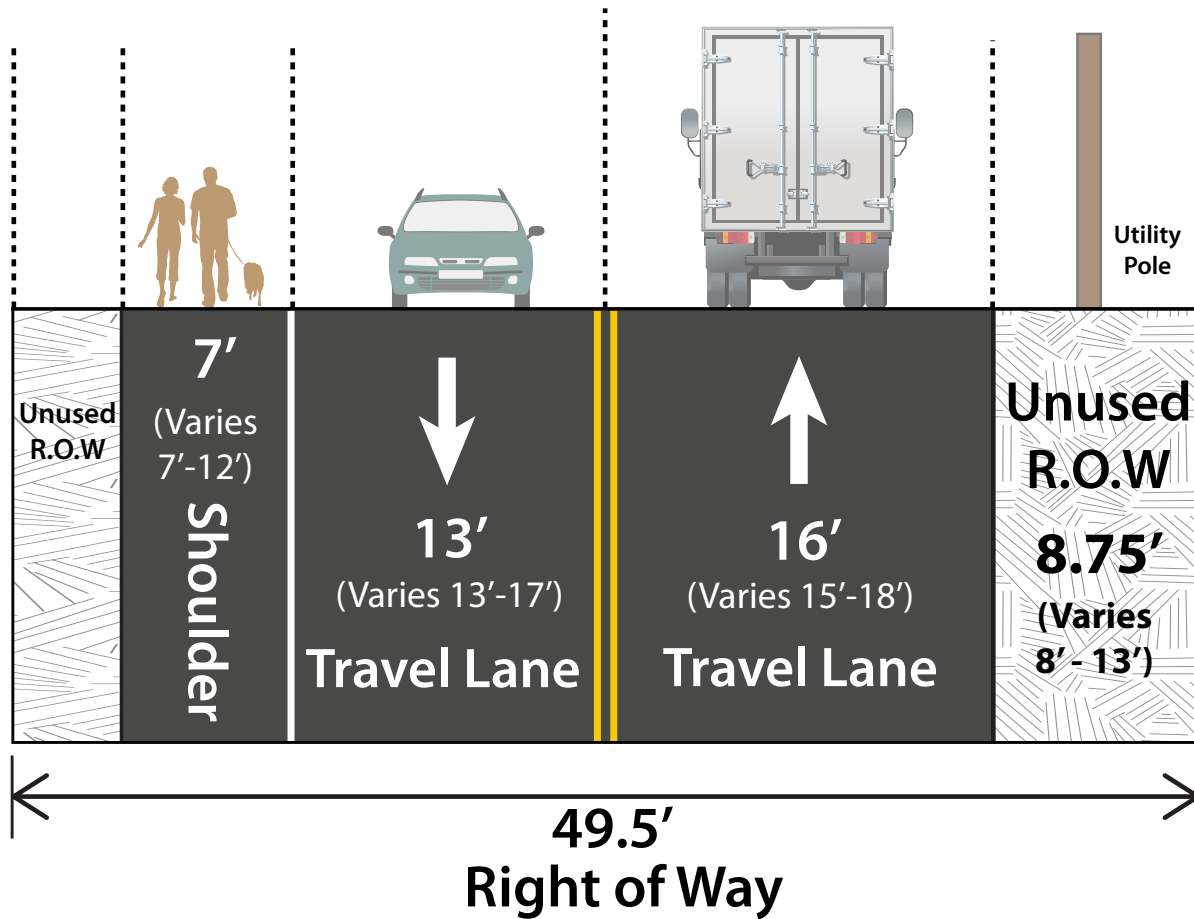 Utility
Pole
Unused
R.O.W
7′
(Varies
7′-12′)
Shoulder
13′
(Varies 13′-17′)
Travel Lane
16′
(Varies 15′-18′)
Travel Lane
Unused
R.O.W
8.75′
(Varies
8′ - 13′)
49.5′
Right of Way